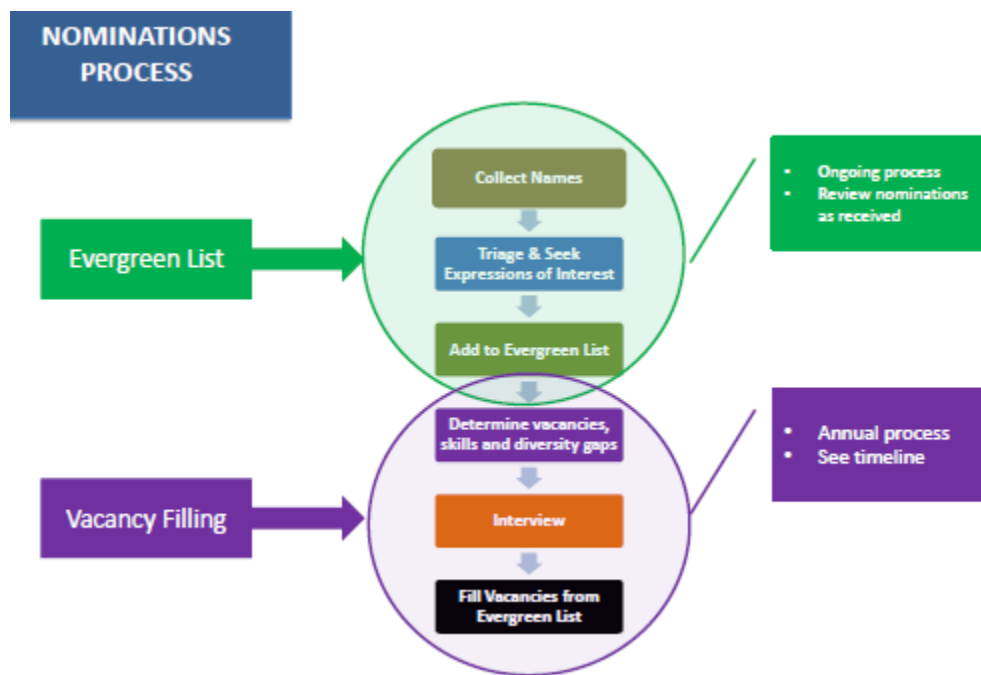 NOMINATIONS
PROCESS
Collect Names
• Ongoing process
• Review nominations
as received
Evergreen List
Triage & Seek
Expressions of Interest
Add to Evergreen List
Determine vacancies,
skills and diversity gaps
• Annual process
• See timeline
Vacancy Filling
Interview
Fill Vacancies from
Evergreen List